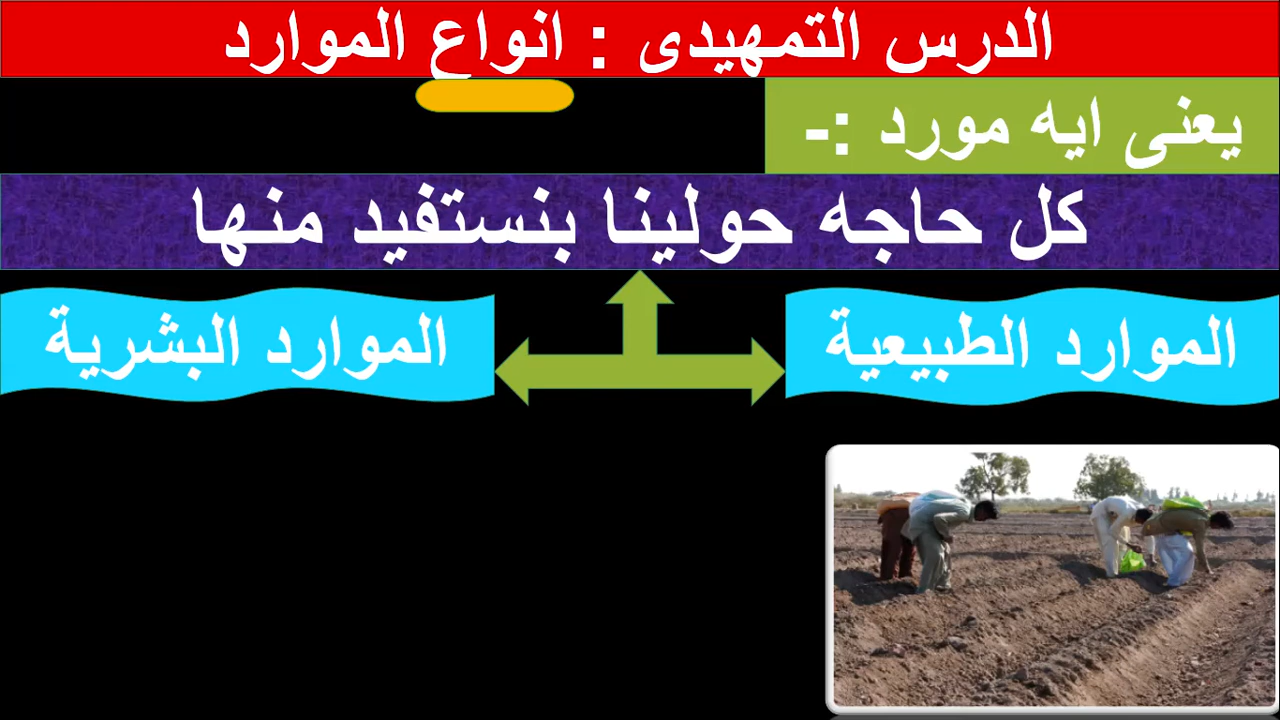 الدرس التمهيدى : انواع الموارد
يعنى ايه مورد :-
كل حاجه حولينا بنستفيد منها
الموارد الطبيعية
الموارد البشرية